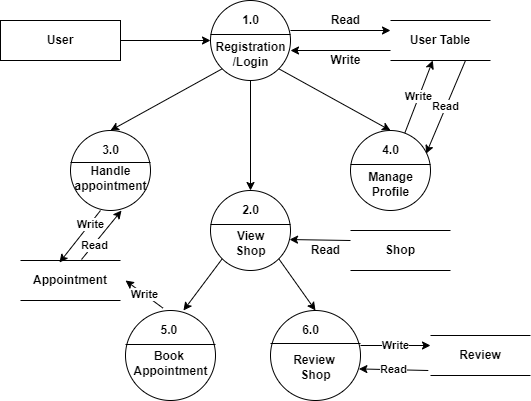 1.0
User
Registration
/Login
Read
Write
User Table
Write
Read
3.0
Handle
appointment
4.0
Manage
Profile
Write
Read
2.0
View
Shop
Read
Shop
Appointment
Write
5.0
Book
Appointment
6.0
Review
Shop
Write
Read
Review